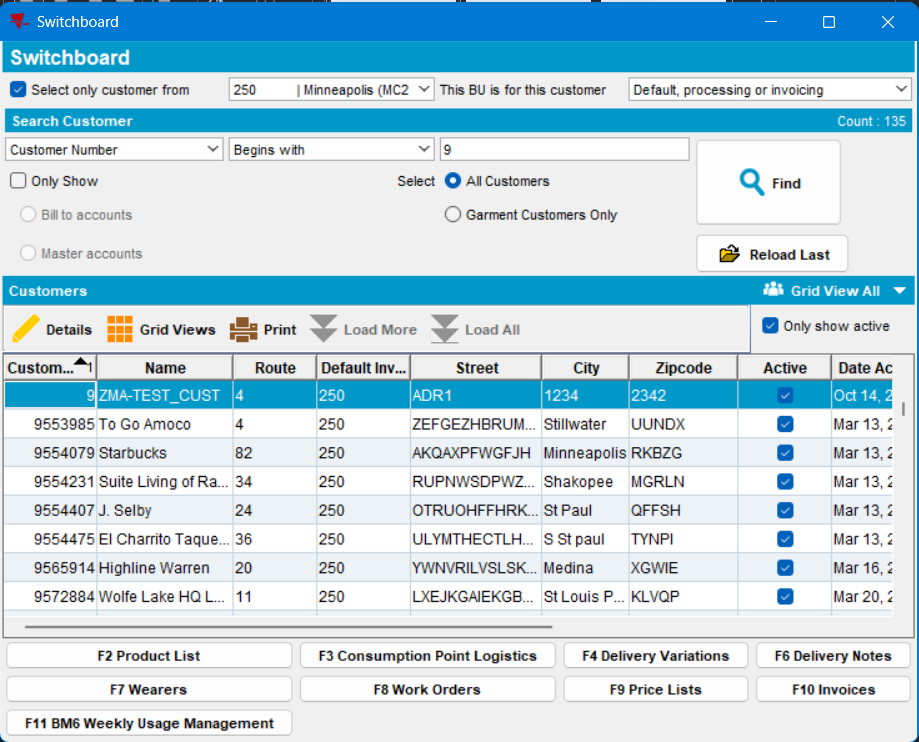 Switchboard
Switchboard
Select only customer from 250 | Minneapolis (MC2 This BU is for this customer Default, processing or invoicing
Search Customer Count : 135
Customer Number Begins with 9
Only Show Select All Customers Find
Bill to accounts Garment Customers Only
Master accounts Reload Last
Customers Grid View All
Details Grid Views Print Load More Load All Only show active
Custom... 1 Name Route Default Inv... Street City Zipcode Active Date Ac
9 ZMA-TEST_CUST 4 250 ADR1 1234 2342 Oct 14, 2
9553985 To Go Amoco 4 250 ZEFGEZHBRUM... Stillwater UUNDX Mar 13, 2
9554079 Starbucks 82 250 AKQAXPFWGFJH Minneapolis RKBZG Mar 13, 2
9554231 Suite Living of Ra... 34 250 RUPNWSDPWZ... Shakopee MGRLN Mar 13, 2
9554407 J. Selby 24 250 OTRUOHFFHRK... St Paul QFFSH Mar 13, 2
9554475 El Charrito Taque... 36 250 ULYMTHECTLH... S St paul TYNPI Mar 13, 2
9565914 Highline Warren 20 250 YWNVRILVSLSK... Medina XGWIE Mar 16, 2
9572884 Wolfe Lake HQ L... 11 250 LXEJKGAIEKGB... St Louis P... KLVQP Mar 20, 2
F2 Product List F3 Consumption Point Logistics F4 Delivery Variations F6 Delivery Notes
F7 Wearers F8 Work Orders F9 Price Lists F10 Invoices
F11 BM6 Weekly Usage Management